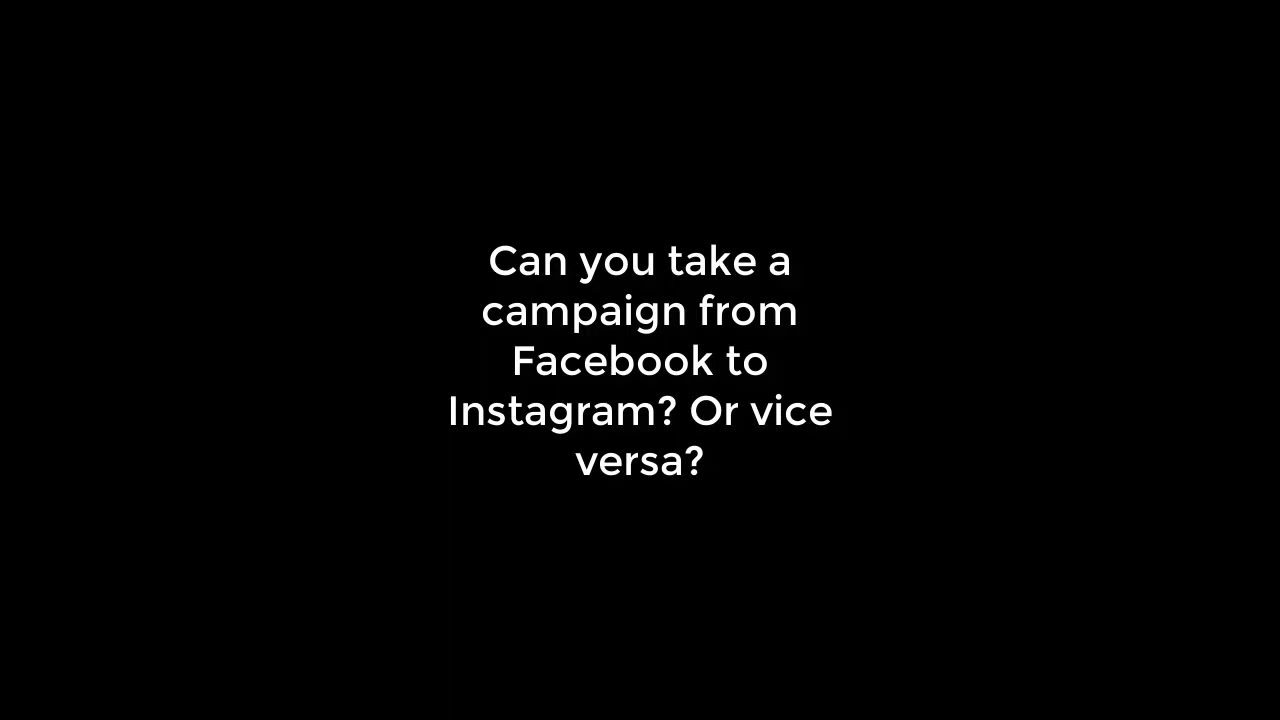 Can you take a
campaign from
Facebook to
Instagram? Or vice
versa?